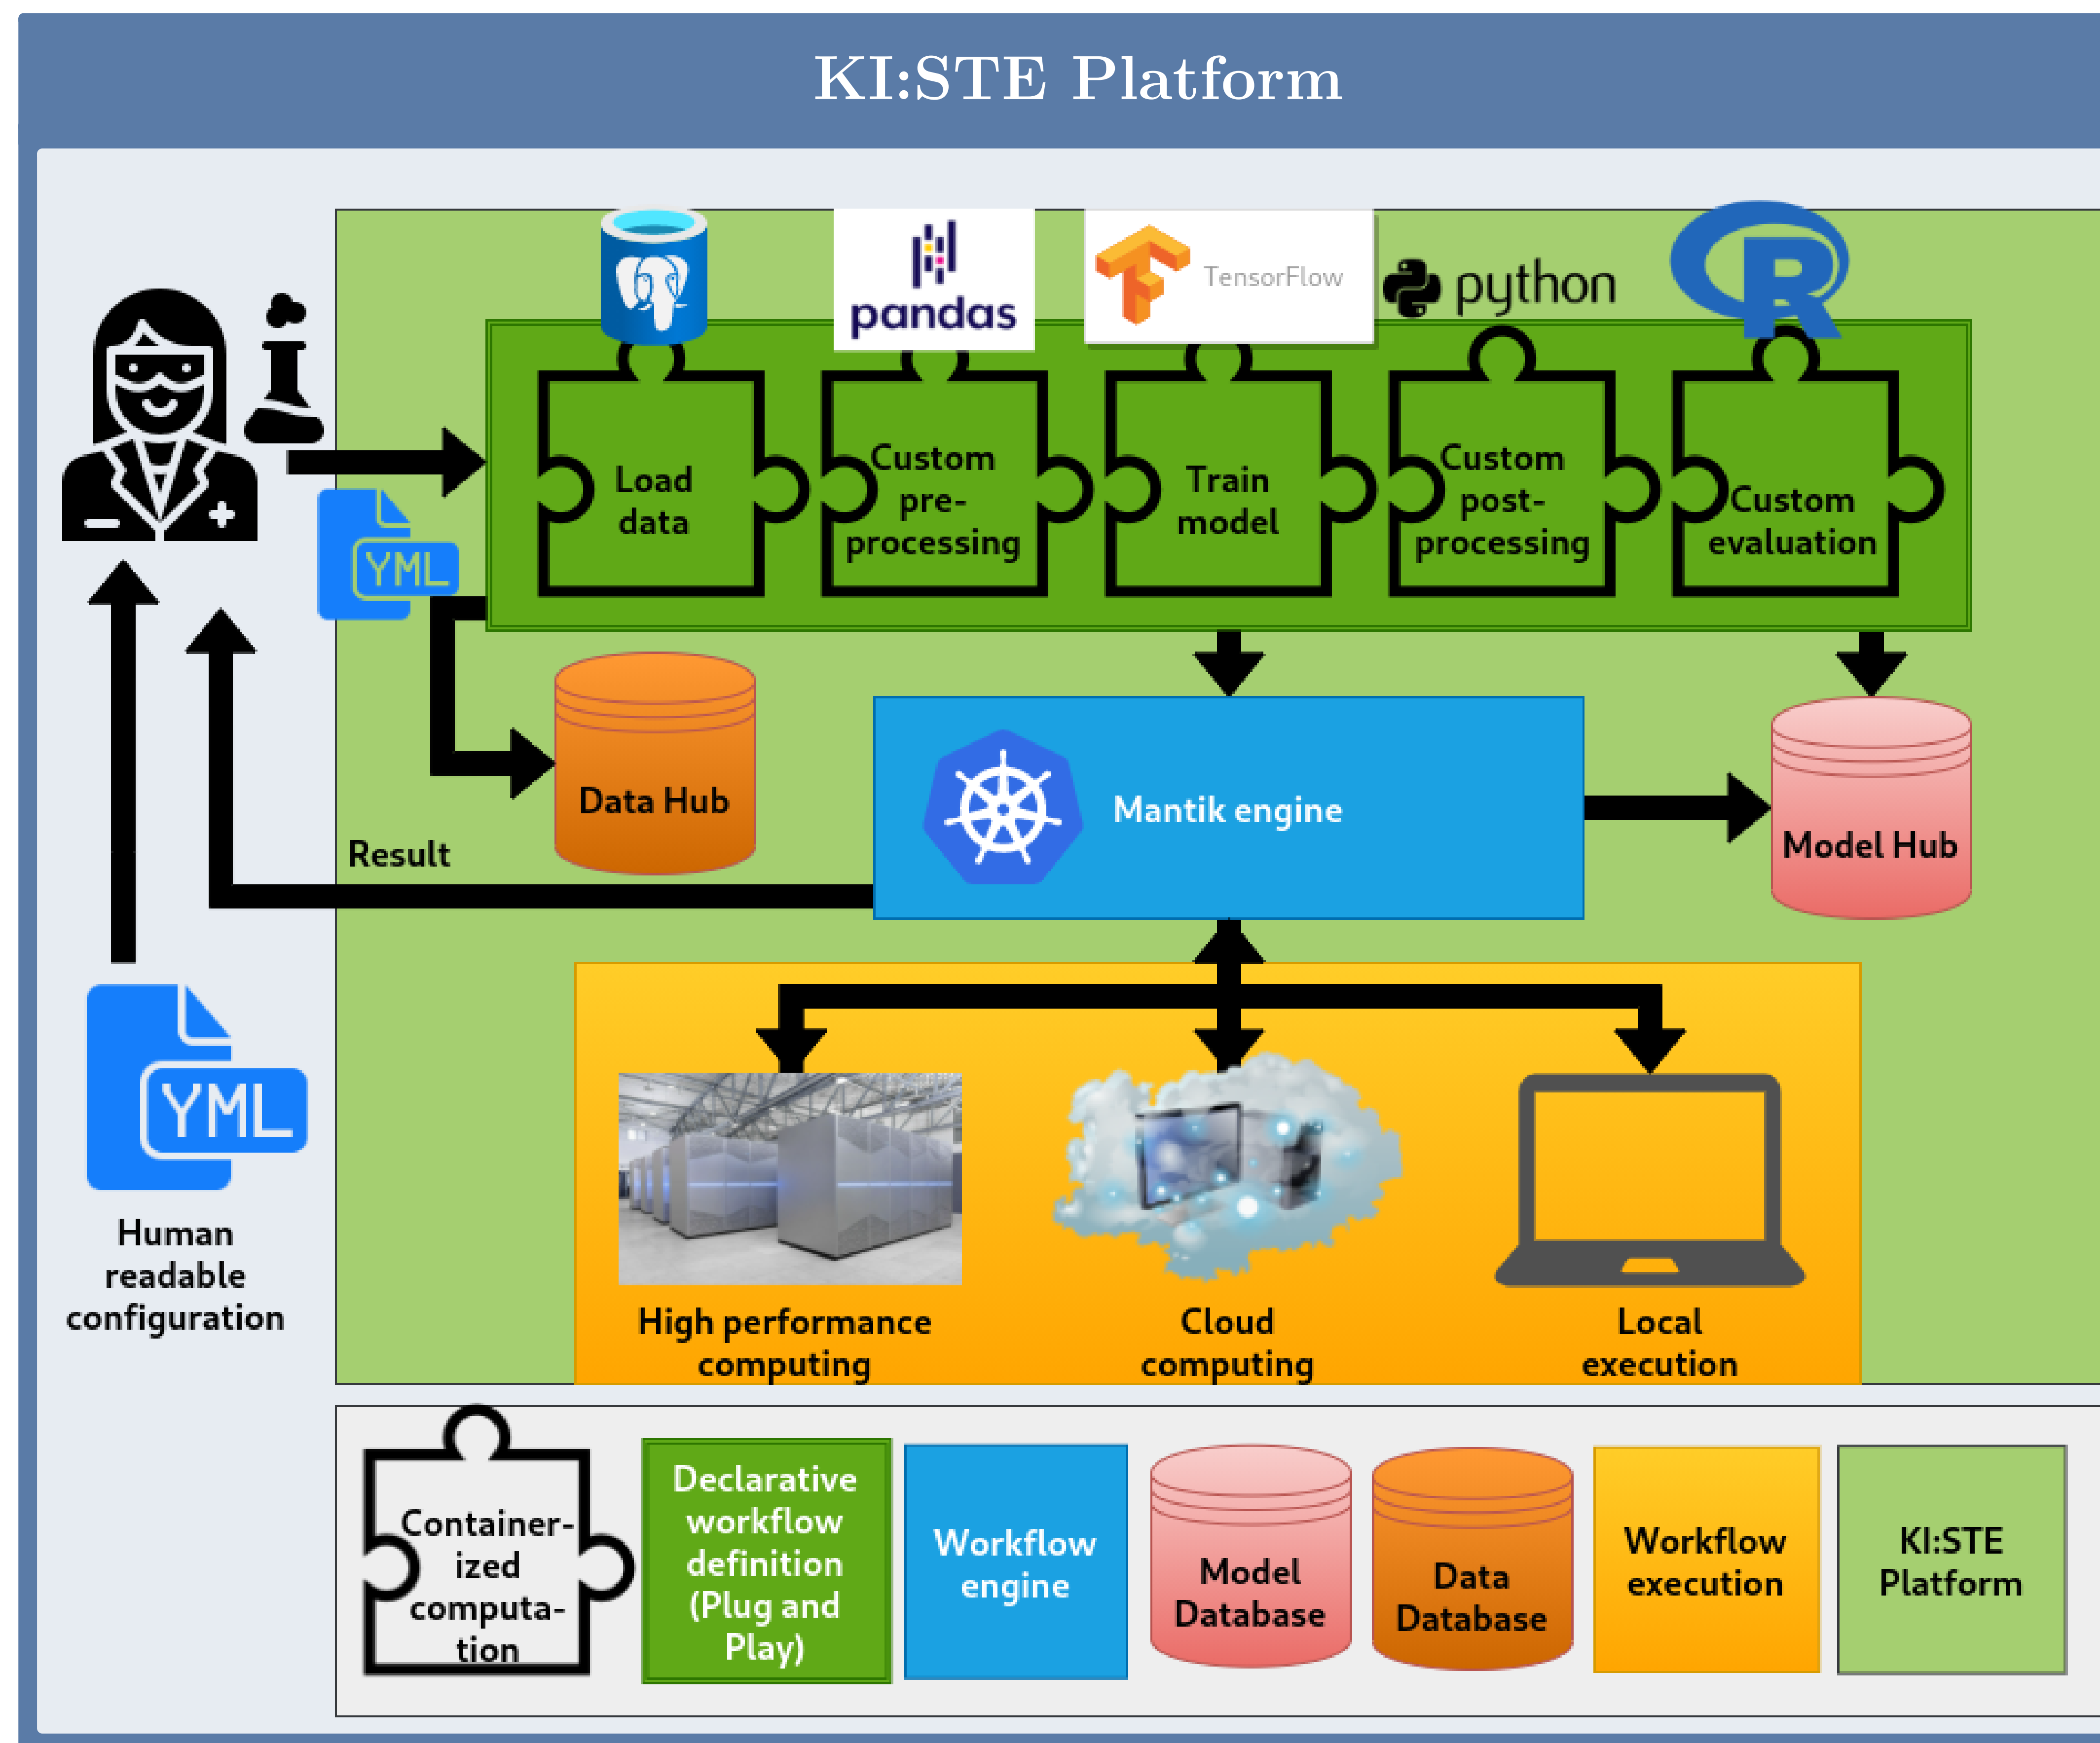 KI:STE Platform
pandas
TensorFlow
python
R
Load
data
Custom
pre-
processing
Train
model
Custom
post-
processing
Custom
evaluation
YML
Data Hub
Mantik engine
Model Hub
Result
YML
Human
readable
configuration
High performance
computing
Cloud
computing
Local
execution
Container-
ized
computa-
tion
Declarative
workflow
definition
(Plug and
Play)
Workflow
engine
Model
Database
Data
Database
Workflow
execution
KI:STE
Platform